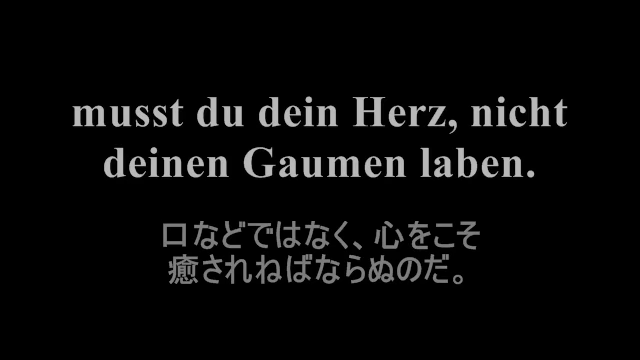 musst du dein Herz, nicht
deinen Gaumen laben.
口などではなく、心をこそ
癒されねばならぬのだ。